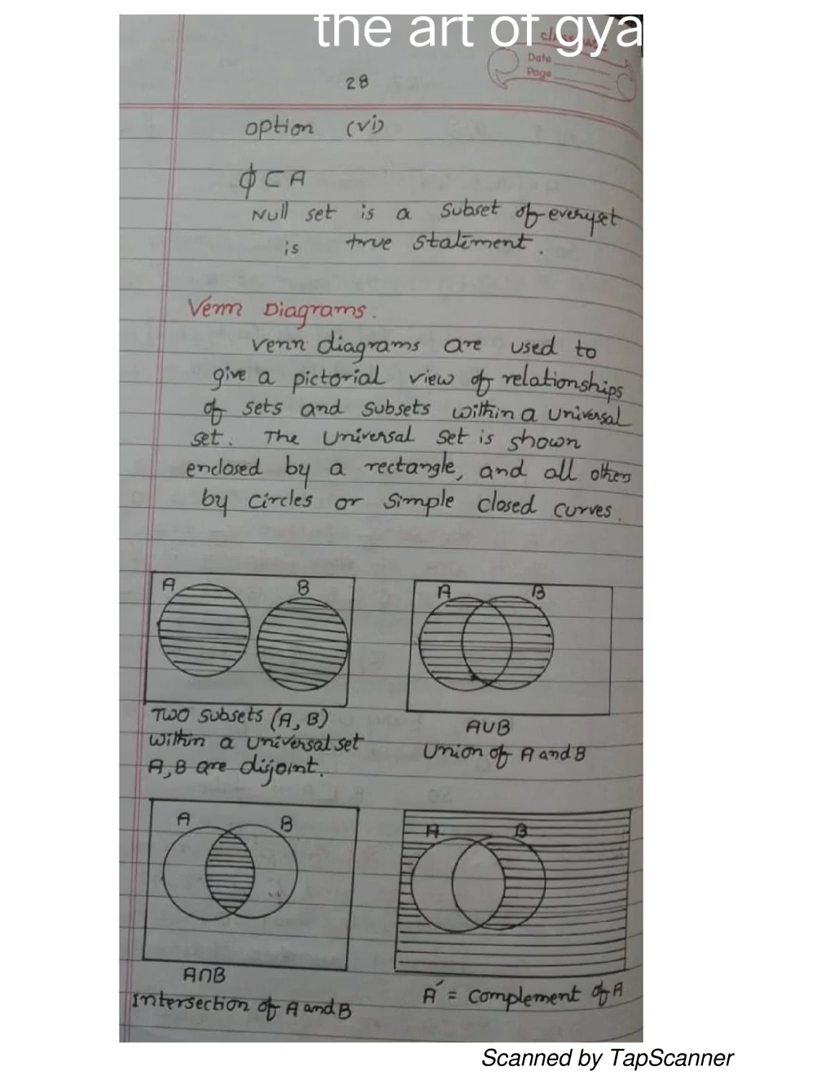 the art of gya
classmate
Date
Page
28
option (vi)
ϕ ⊂ A
Null set is a subset of every set
is true statement.
Venn Diagrams.
Venn diagrams are used to
give a pictorial view of relationships
of sets and subsets within a universal
set. The universal set is shown
enclosed by a rectangle, and all others
by circles or simple closed curves.
A B
A B
Two subsets (A, B)
within a universal set
A, B are disjoint.
A∪B
Union of A and B
A B
A B
A∩B
Intersection of A and B
A′ = complement of A
Scanned by TapScanner